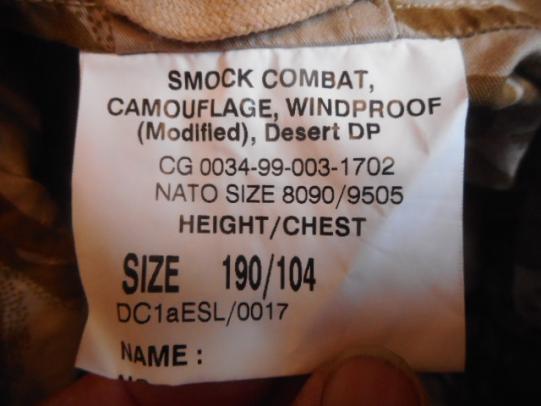 SMOCK COMBAT,
CAMOUFLAGE, WINDPROOF
(Modified), Desert DP
CG 0034-99-003-1702
NATO SIZE 8090/9505
HEIGHT/CHEST
SIZE 190/104
DC1aESL/0017
NAME :